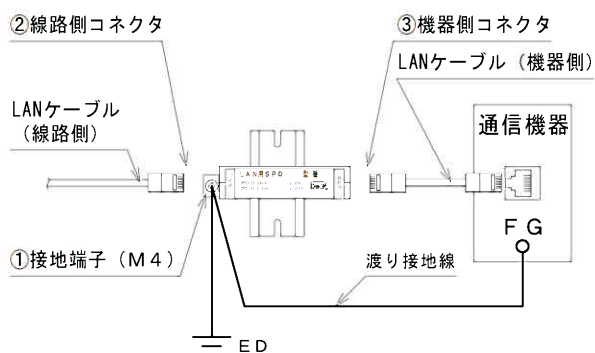 ②線路側コネクタ
③機器側コネクタ
LANケーブル（機器側）
LANケーブル
（線路側）
通信機器
LAN用SPD 型番
①接地端子（M4）
FG
渡り接地線
ED